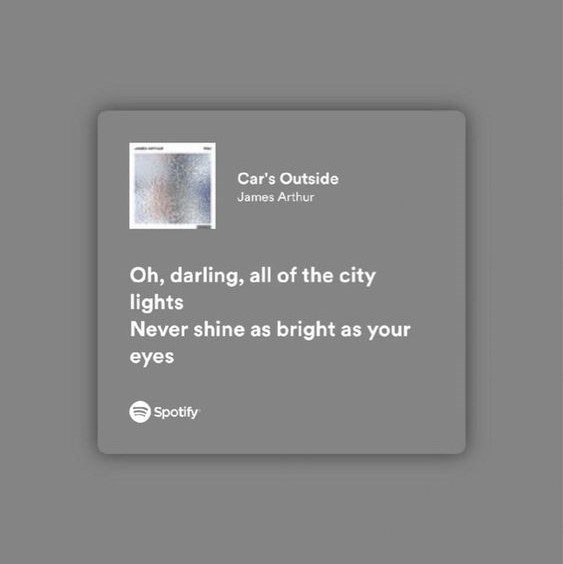 JAMES ARTHUR YOU
Car's Outside
James Arthur
Oh, darling, all of the city
lights
Never shine as bright as your
eyes
Spotify